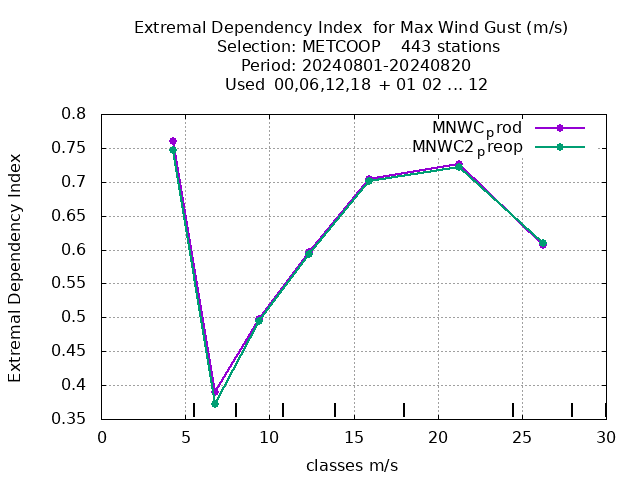 Extremal Dependency Index  for Max Wind Gust (m/s)
Selection: METCOOP    443 stations
Period: 20240801-20240820
Used  00,06,12,18 + 01 02 ... 12
MNWCprod
MNWC2preop
Extremal Dependency Index
0.8
0.75
0.7
0.65
0.6
0.55
0.5
0.45
0.4
0.35
0 5 10 15 20 25 30
classes m/s